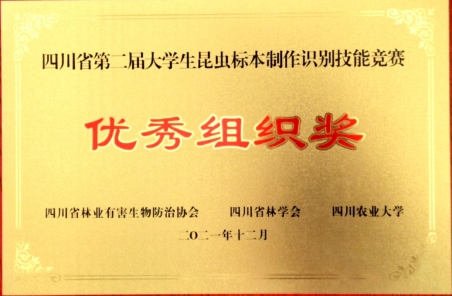 四川省第二届大学生昆虫标本制作识别技能竞赛
优秀组织奖
四川省林业有害生物防治协会 四川省林学会 四川农业大学
二〇二一年十二月